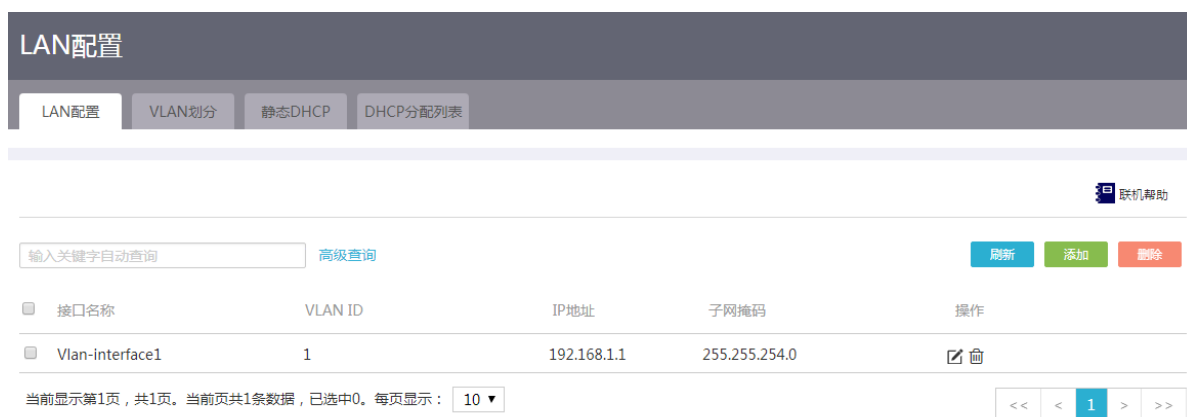 LAN配置
LAN配置 VLAN划分 静态DHCP DHCP分配列表
联机帮助
输入关键字自动查询 高级查询 刷新 添加 删除
接口名称 VLAN ID IP地址 子网掩码 操作
Vlan-interface1 1 192.168.1.1 255.255.254.0
当前显示第1页，共1页。当前页共1条数据，已选中0。每页显示： 10 ▼ << < 1 > >>